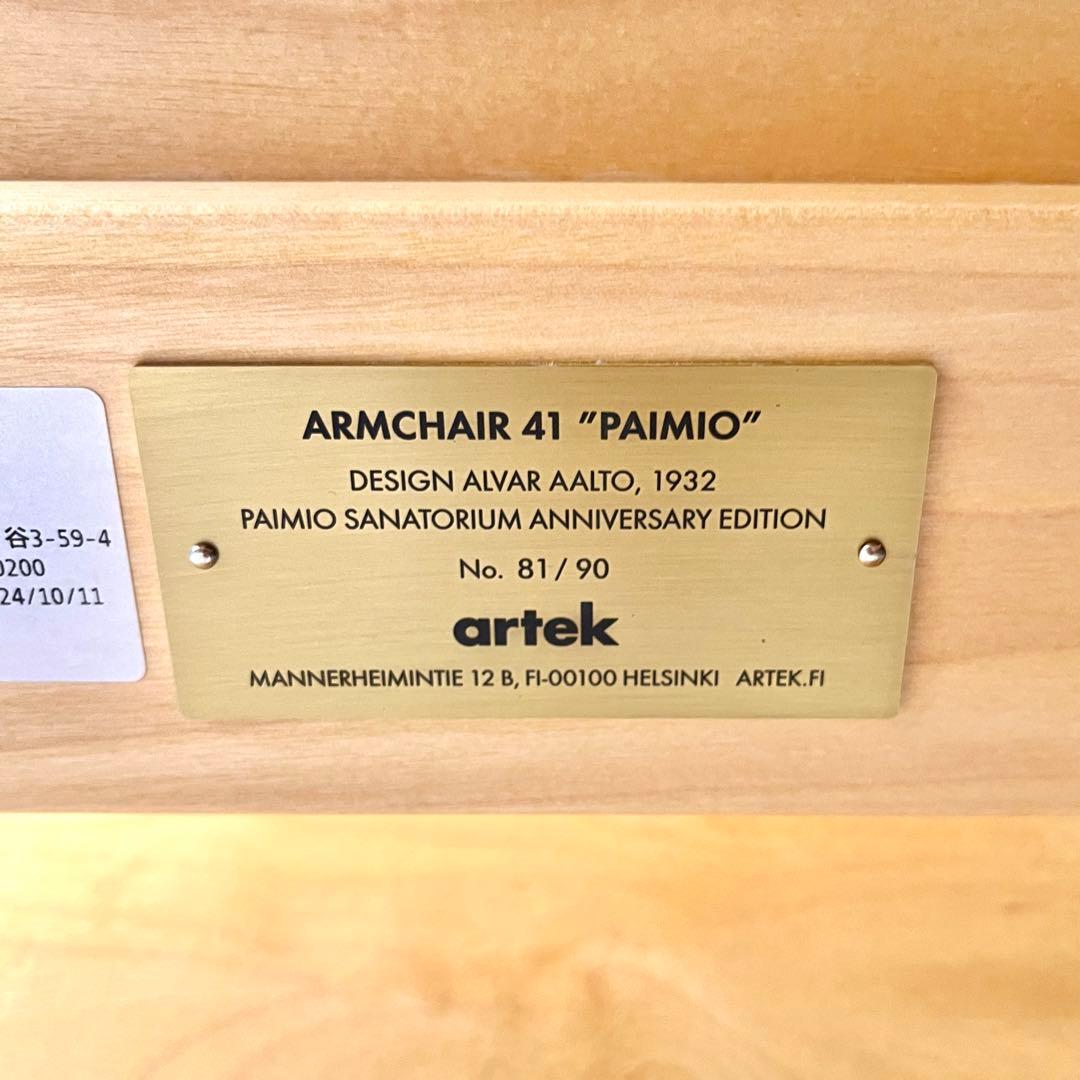 ARMCHAIR 41 "PAIMIO"
DESIGN ALVAR AALTO, 1932
PAIMIO SANATORIUM ANNIVERSARY EDITION
No. 81 / 90
artek
MANNERHEIMINTIE 12 B, FI-00100 HELSINKI ARTEK.FI
谷3-59-4
0200
24/10/11